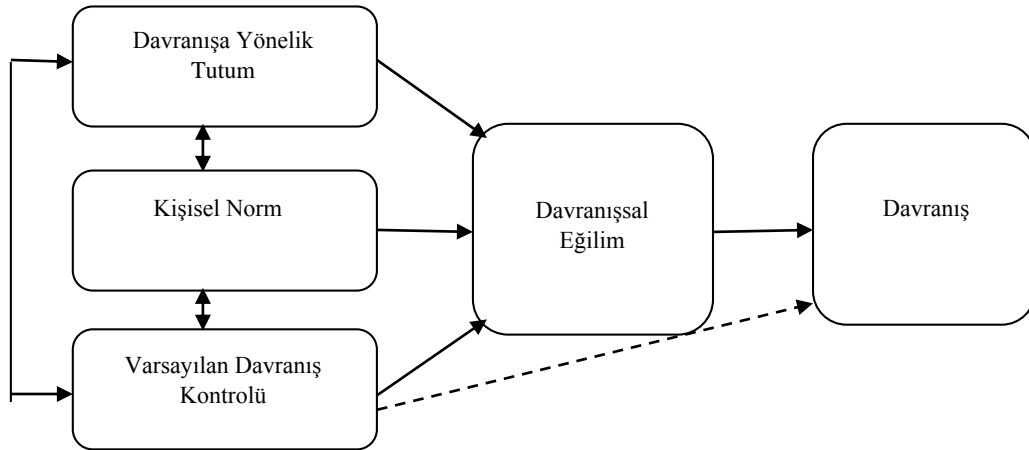 Davranışa Yönelik
Tutum
Kişisel Norm
Varsayılan Davranış
Kontrolü
Davranışsal
Eğilim
Davranış